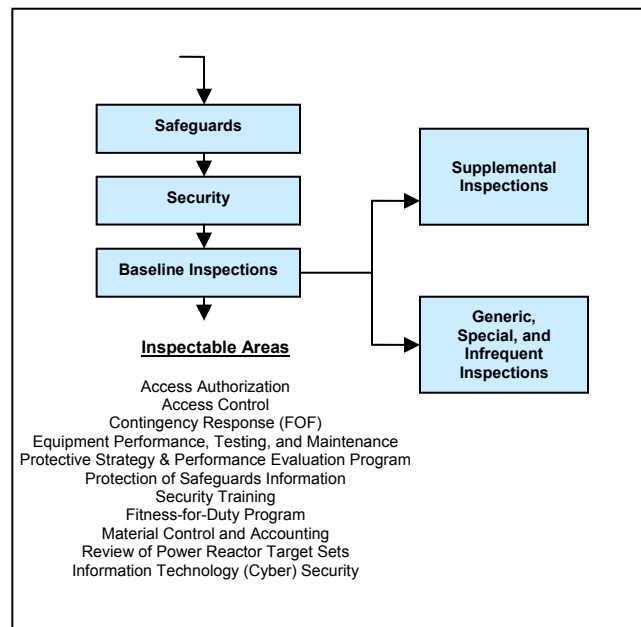 Safeguards
Security
Baseline Inspections
Supplemental
Inspections
Generic,
Special, and
Infrequent
Inspections
Inspectable Areas
Access Authorization
Access Control
Contingency Response (FOF)
Equipment Performance, Testing, and Maintenance
Protective Strategy & Performance Evaluation Program
Protection of Safeguards Information
Security Training
Fitness-for-Duty Program
Material Control and Accounting
Review of Power Reactor Target Sets
Information Technology (Cyber) Security